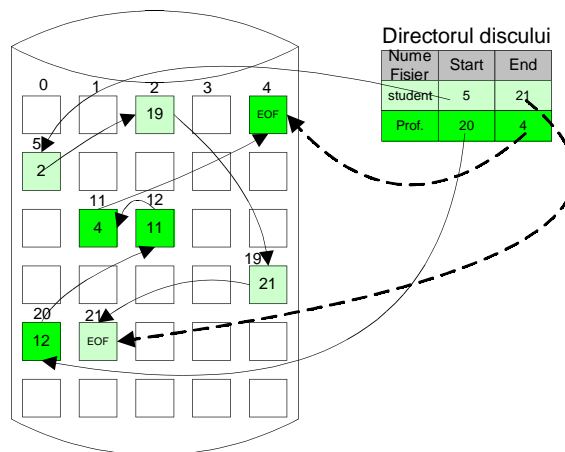 Directorul discului
Nume Fisier Start End
student 5 21
Prof. 20 4
0 1 2 3 4
19 EOF
5
2
11 12
4 11
19
21
20 21
12 EOF